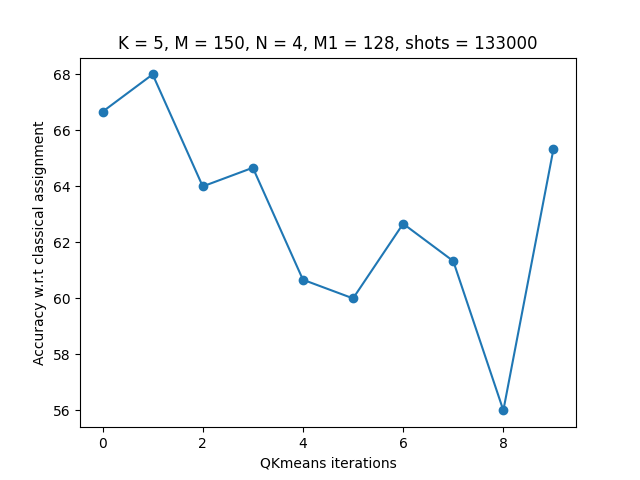 K = 5, M = 150, N = 4, M1 = 128, shots = 133000
68
66
64
62
60
58
56
Accuracy w.r.t classical assignment
0 2 4 6 8
QKmeans iterations